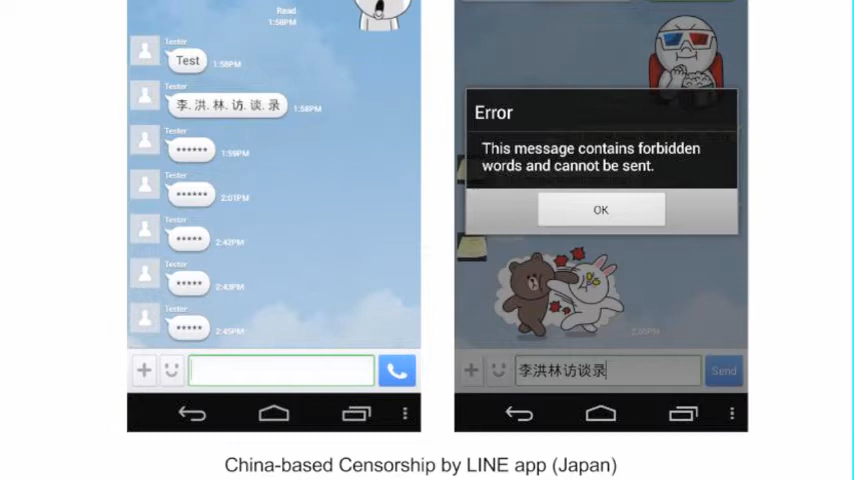 Read
1:58PM
Tester
Test
1:58PM
Tester
李.洪.林.访.谈.录
1:58PM
Tester
******
1:59PM
Tester
******
2:01PM
Tester
*****
2:42PM
Tester
*****
2:43PM
Tester
*****
2:45PM
Error
This message contains forbidden
words and cannot be sent.
OK
李洪林访谈录
Send
China-based Censorship by LINE app (Japan)